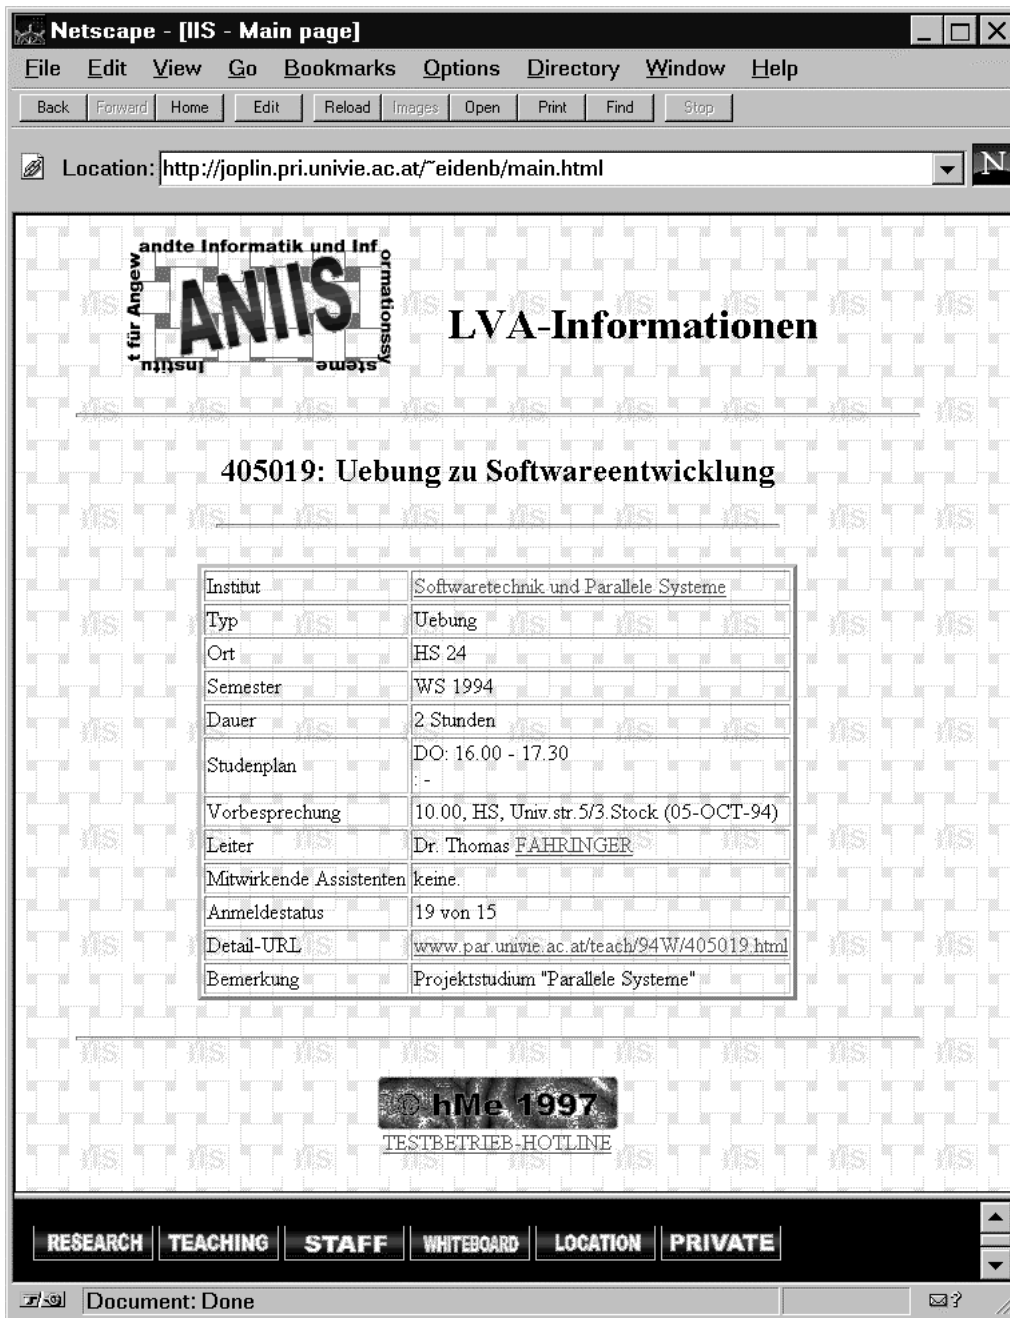 Netscape - [IIS - Main page]
File Edit View Go Bookmarks Options Directory Window Help
Back Forward Home Edit Reload Images Open Print Find Stop
Location: http://joplin.pri.univie.ac.at/~eidenb/main.html
N
t für Angewandte Informatik und Informationssysteme Institu
ANIIS
LVA-Informationen
405019: Uebung zu Softwareentwicklung
Institut Softwaretechnik und Parallele Systeme
Typ Uebung
Ort HS 24
Semester WS 1994
Dauer 2 Stunden
Studenplan DO: 16.00 - 17.30
: -
Vorbesprechung 10.00, HS, Univ.str.5/3.Stock (05-OCT-94)
Leiter Dr. Thomas FAHRINGER
Mitwirkende Assistenten keine.
Anmeldestatus 19 von 15
Detail-URL www.par.univie.ac.at/teach/94W/405019.html
Bemerkung Projektstudium "Parallele Systeme"
© hMe 1997
TESTBETRIEB-HOTLINE
RESEARCH TEACHING STAFF WHITEBOARD LOCATION PRIVATE
Document: Done